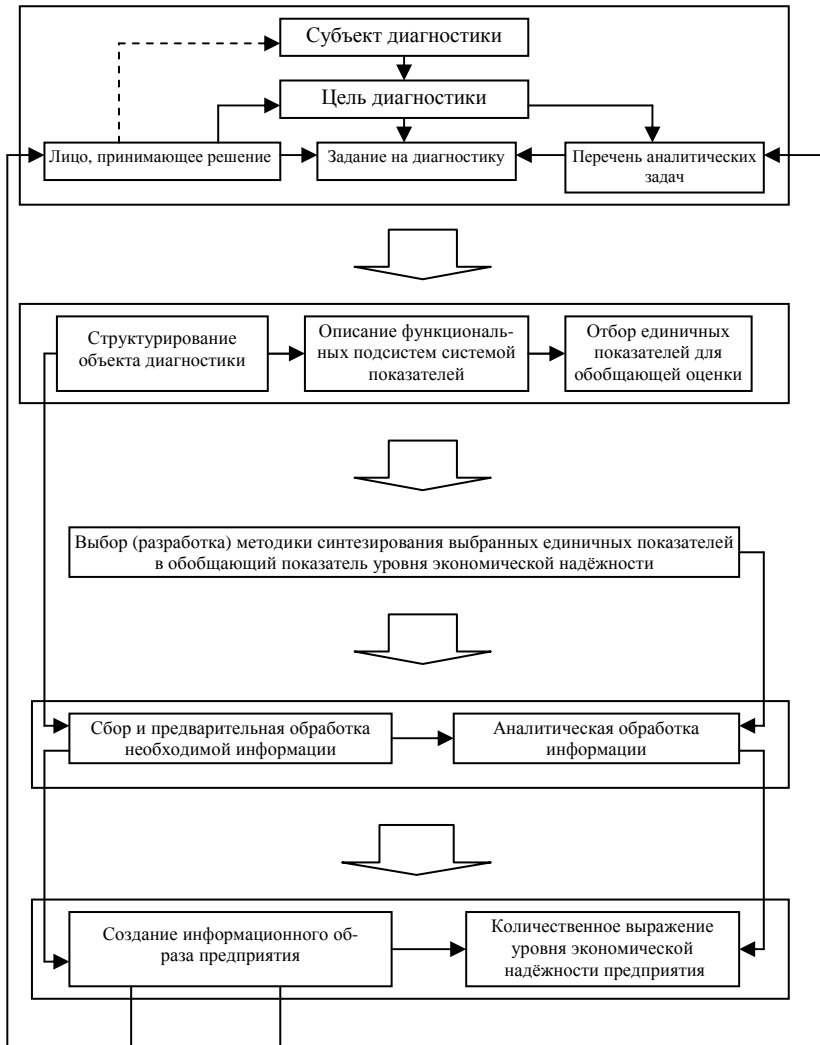 Субъект диагностики
Цель диагностики
Лицо, принимающее решение
Задание на диагностику
Перечень аналитических
задач
Структурирование
объекта диагностики
Описание функциональ-
ных подсистем системой
показателей
Отбор единичных
показателей для
обобщающей оценки
Выбор (разработка) методики синтезирования выбранных единичных показателей
в обобщающий показатель уровня экономической надёжности
Сбор и предварительная обработка
необходимой информации
Аналитическая обработка
информации
Создание информационного об-
раза предприятия
Количественное выражение
уровня экономической
надёжности предприятия